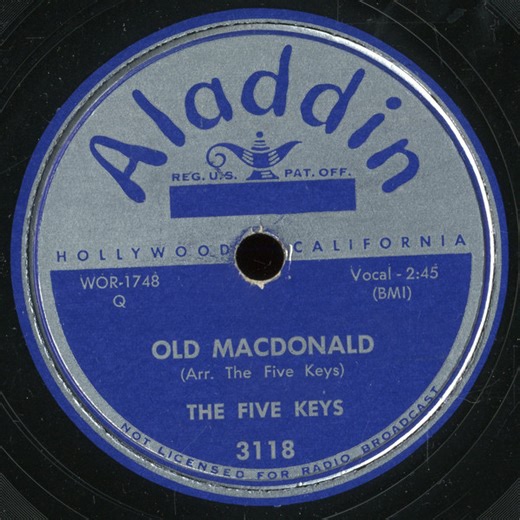 Aladdin
REG. U.S. PAT. OFF.
HOLLYWOOD CALIFORNIA
WOR-1748
Q
Vocal - 2:45
(BMI)
OLD MACDONALD
(Arr. The Five Keys)
THE FIVE KEYS
3118
NOT LICENSED FOR RADIO BROADCAST